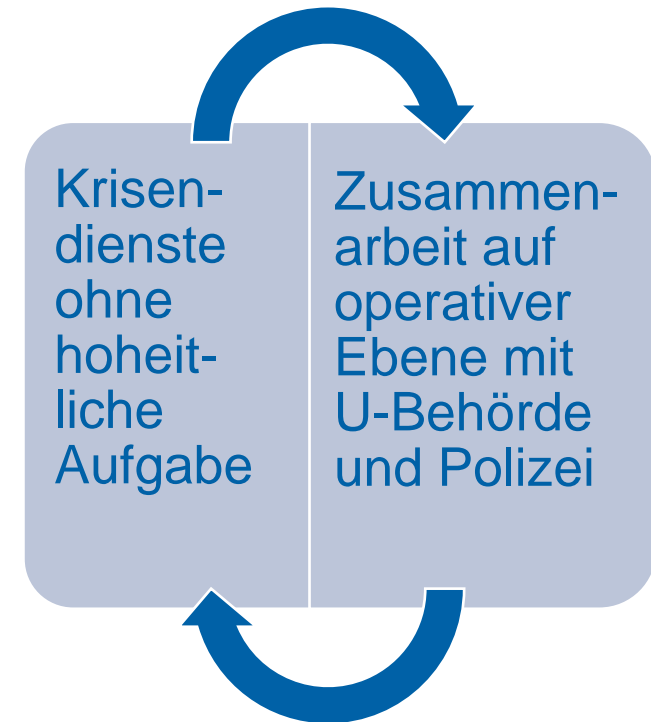 Krisen-
dienste
ohne
hoheit-
liche
Aufgabe
Zusammen-
arbeit auf
operativer
Ebene mit
U-Behörde
und Polizei